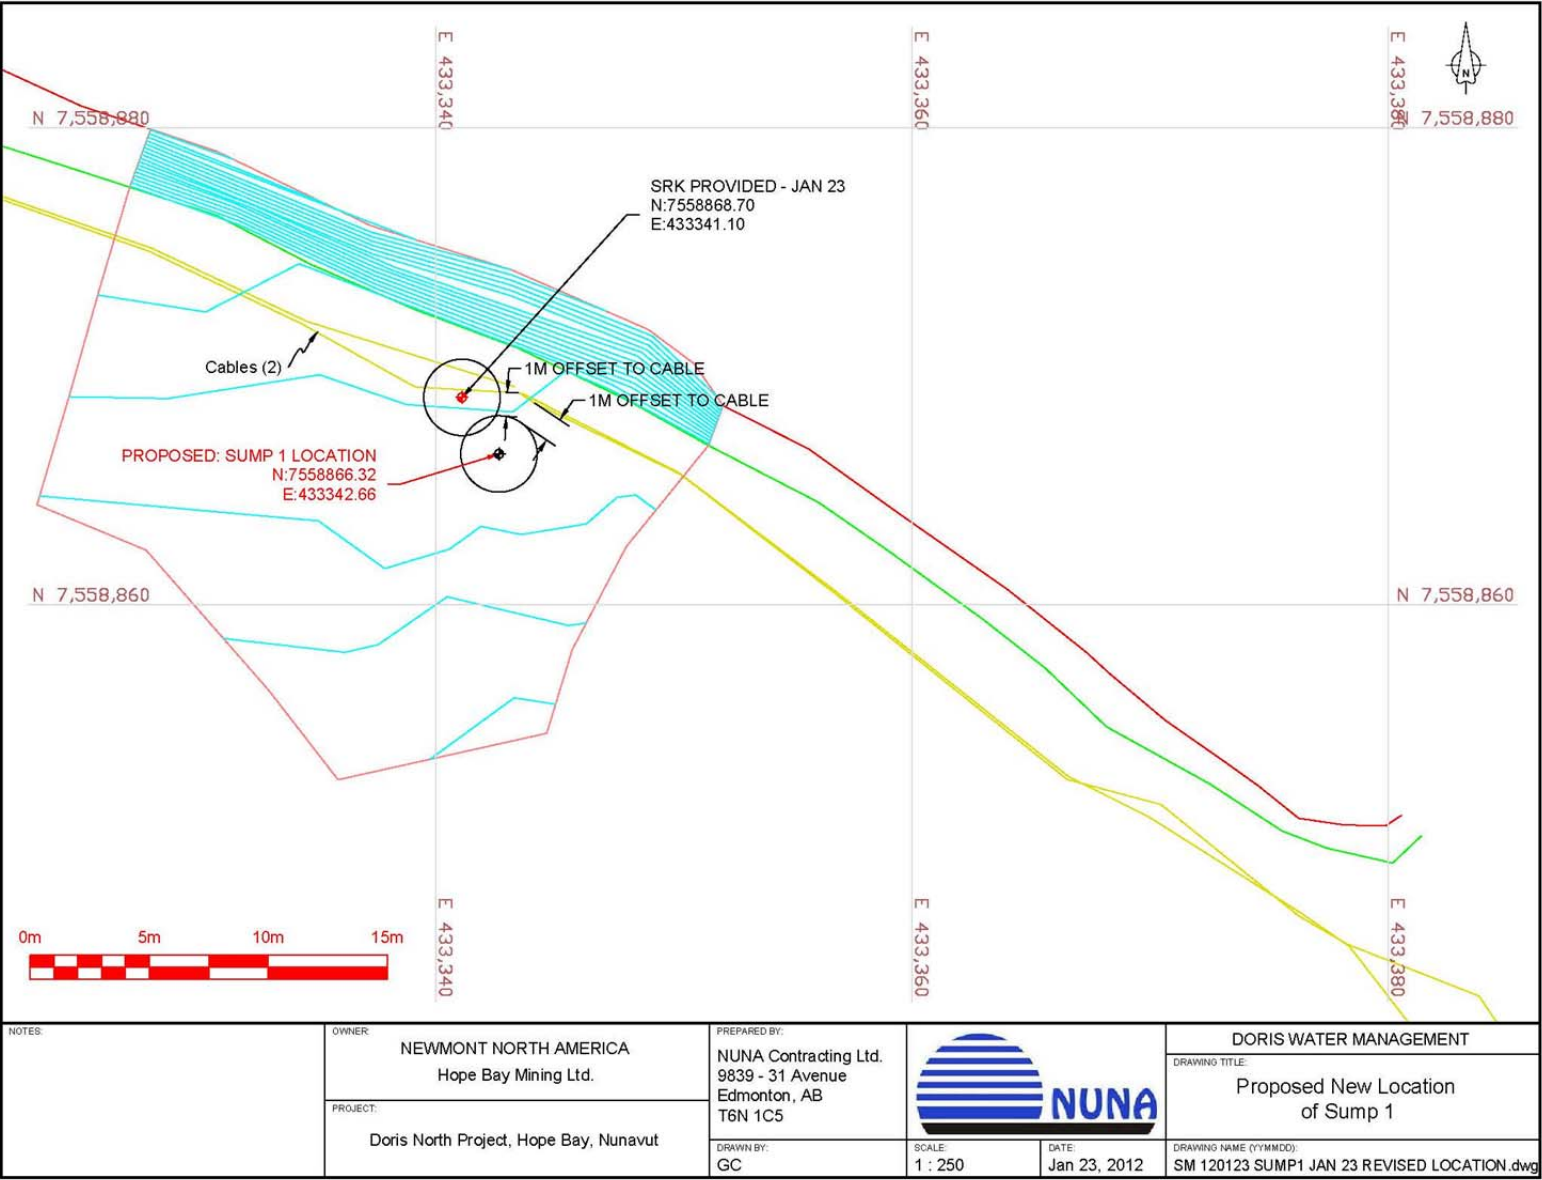 E 433,340
E 433,360
E 433,380
N
N 7,558,880
N 7,558,880
SRK PROVIDED - JAN 23
N:7558868.70
E:433341.10
Cables (2)
1M OFFSET TO CABLE
1M OFFSET TO CABLE
PROPOSED: SUMP 1 LOCATION
N:7558866.32
E:433342.66
N 7,558,860
N 7,558,860
0m 5m 10m 15m
E 433,340
E 433,360
E 433,380
NOTES:
OWNER:
NEWMONT NORTH AMERICA
Hope Bay Mining Ltd.
PROJECT:
Doris North Project, Hope Bay, Nunavut
PREPARED BY:
NUNA Contracting Ltd.
9839 - 31 Avenue
Edmonton, AB
T6N 1C5
DRAWN BY:
GC
NUNA
SCALE:
1 : 250
DATE:
Jan 23, 2012
DORIS WATER MANAGEMENT
DRAWING TITLE:
Proposed New Location
of Sump 1
DRAWING NAME (YYMMDD):
SM 120123 SUMP1 JAN 23 REVISED LOCATION.dwg